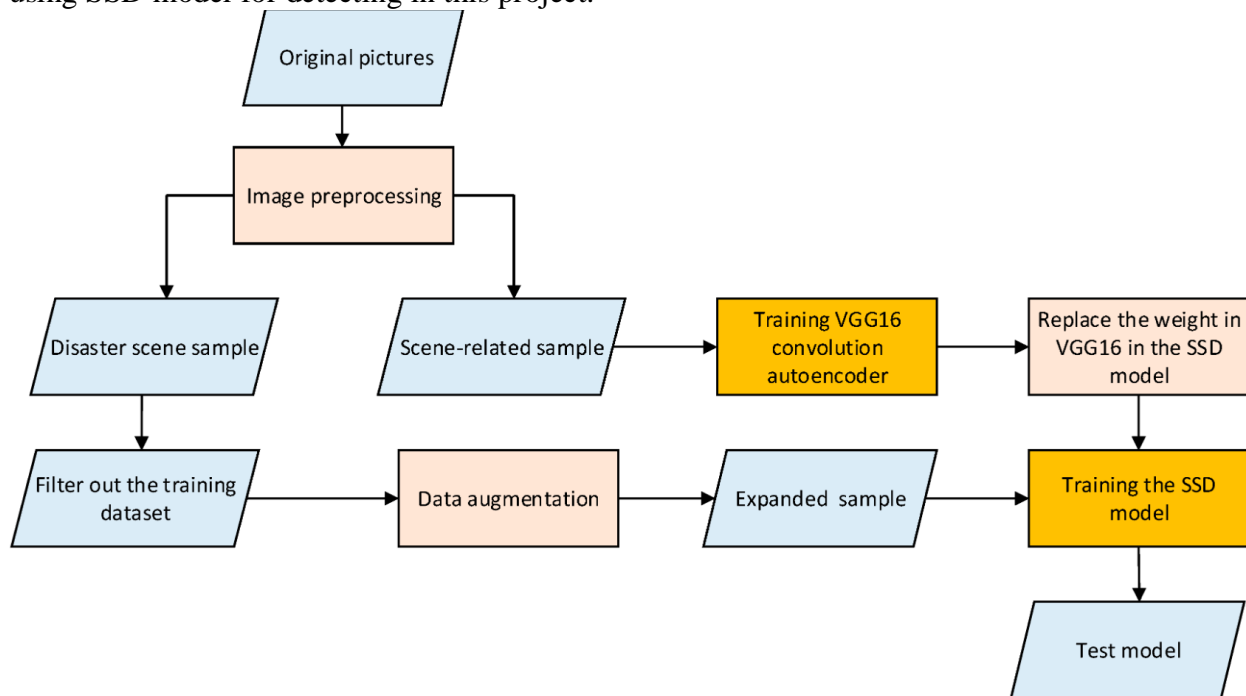 using SSD model for detecting in this project.
Original pictures
Image preprocessing
Disaster scene sample
Scene-related sample
Training VGG16
convolution
autoencoder
Replace the weight in
VGG16 in the SSD
model
Filter out the training
dataset
Data augmentation
Expanded sample
Training the SSD
model
Test model